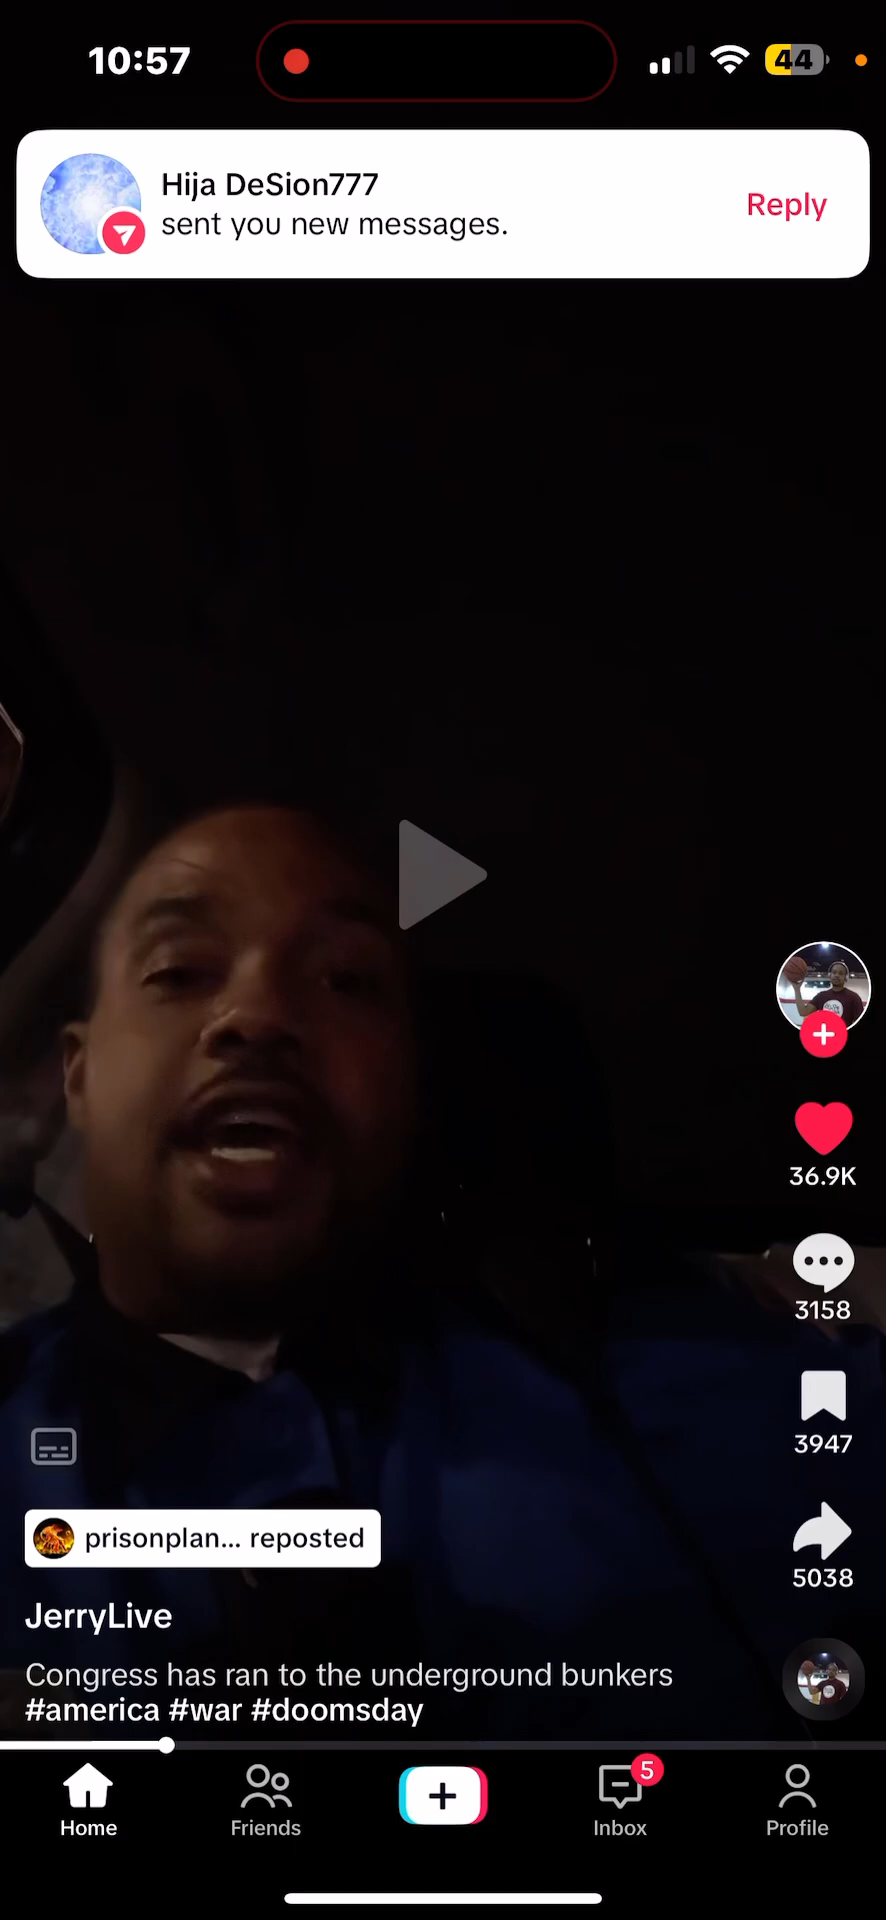 10:57
44
Hija DeSion777
sent you new messages.
Reply
36.9K
3158
3947
prisonplan... reposted
5038
JerryLive
Congress has ran to the underground bunkers
#america #war #doomsday
5
Home
Friends
Inbox
Profile